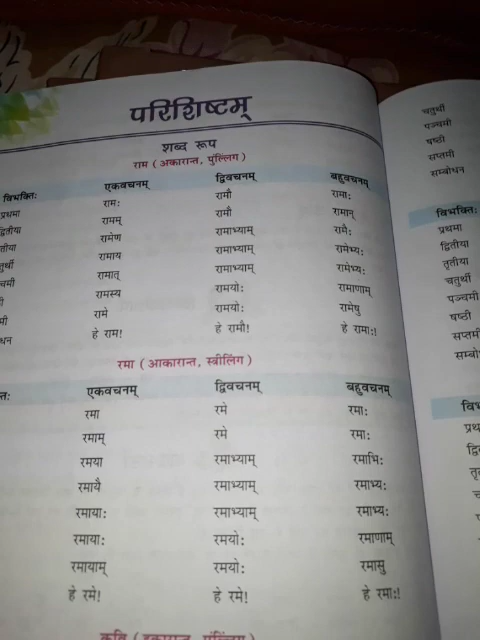 परिशिष्टम्
शब्द रूप
राम (अकारान्त, पुंल्लिंग)
विभक्तिः एकवचनम् द्विवचनम् बहुवचनम्
प्रथमा रामः रामौ रामाः
द्वितीया रामम् रामौ रामान्
तृतीया रामेण रामाभ्याम् रामैः
चतुर्थी रामाय रामाभ्याम् रामेभ्यः
रामात् रामाभ्याम् रामेभ्यः
रामस्य रामयोः रामाणाम्
रामे रामयोः रामेषु
हे राम! हे रामौ! हे रामाः!
रमा (आकारान्त, स्त्रीलिंग)
एकवचनम् द्विवचनम् बहुवचनम्
रमा रमे रमाः
रमाम् रमे रमाः
रमया रमाभ्याम् रमाभिः
रमायै रमाभ्याम् रमाभ्यः
रमायाः रमाभ्याम् रमाभ्यः
रमायाः रमयोः रमाणाम्
रमायाम् रमयोः रमासु
हे रमे! हे रमे! हे रमाः!
चतुर्थी
पञ्चमी
षष्ठी
सप्तमी
सम्बोधन
विभक्तिः
प्रथमा
द्वितीया
तृतीया
चतुर्थी
पञ्चमी
षष्ठी
सप्तमी